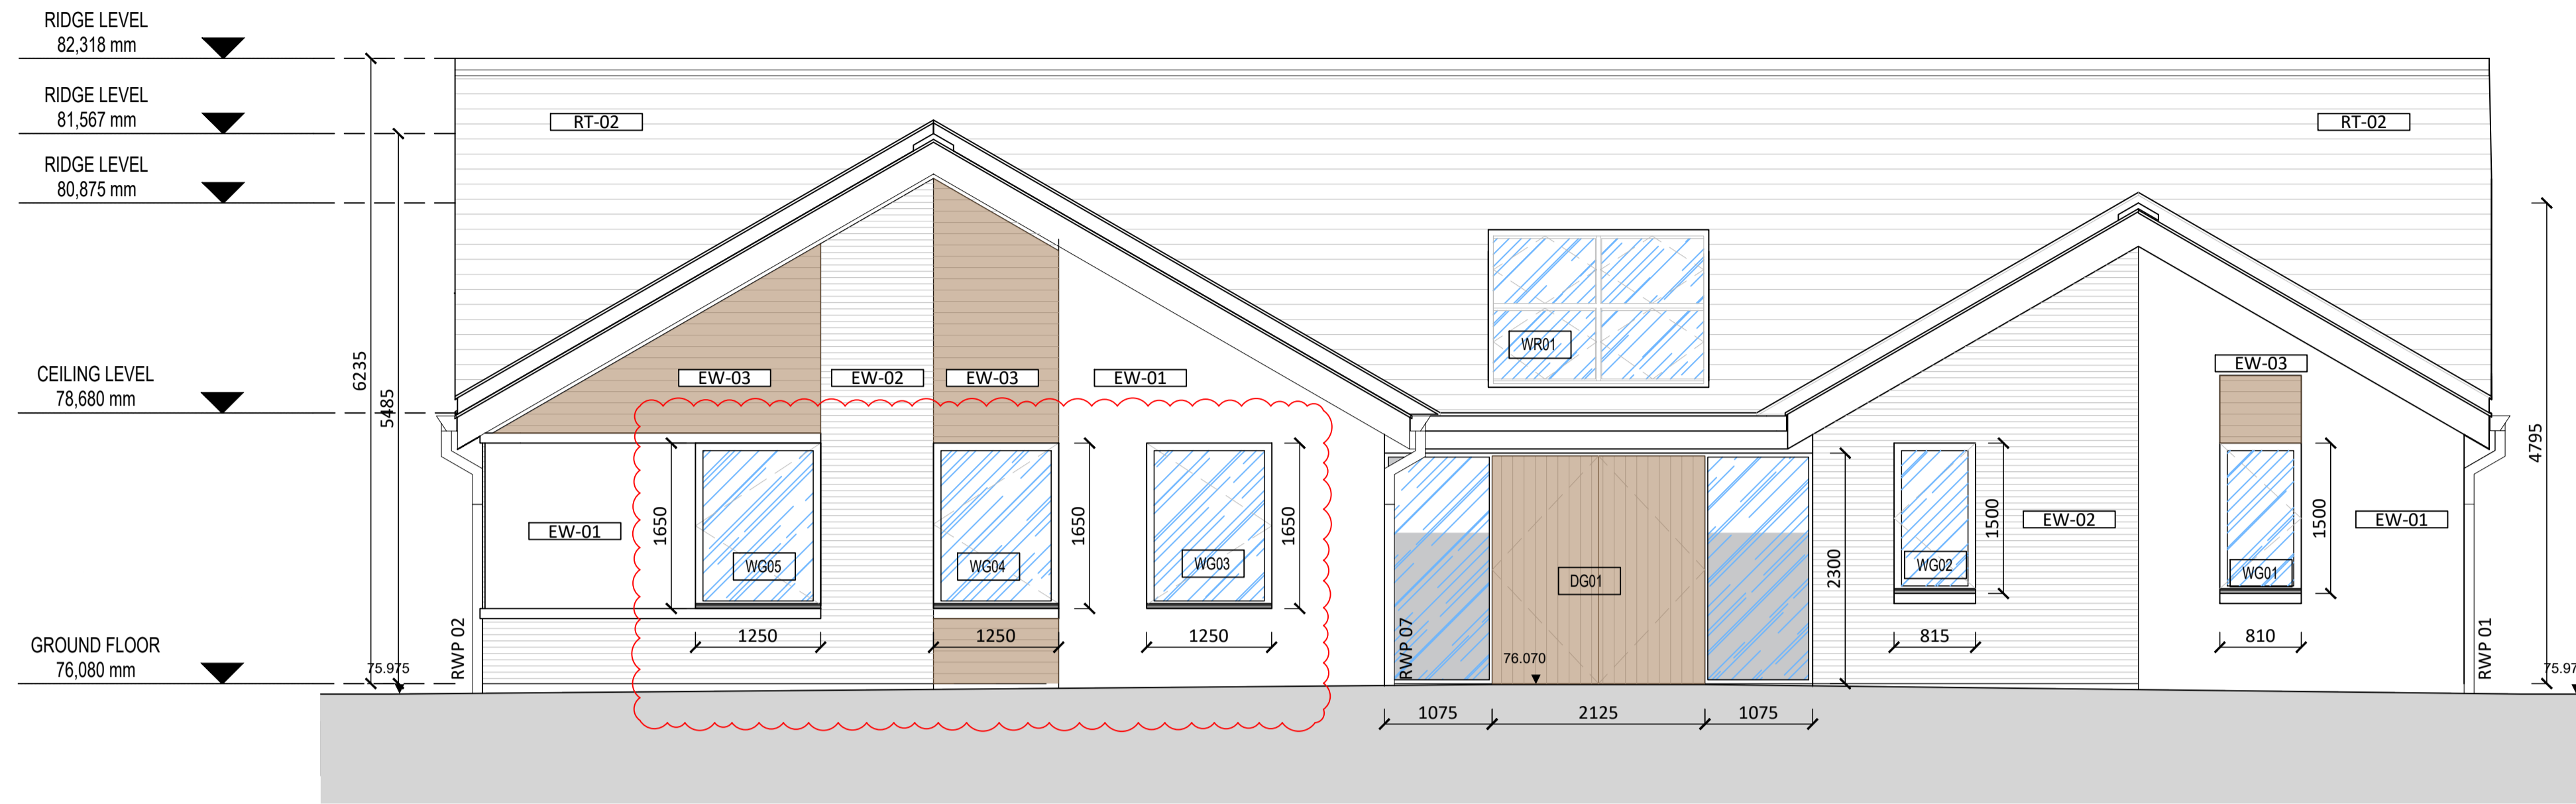 RIDGE LEVEL
82,318 mm
RIDGE LEVEL
81,567 mm
RIDGE LEVEL
80,875 mm
CEILING LEVEL
78,680 mm
GROUND FLOOR
76,080 mm
6235
5485
75.975
RWP 02
RT-02
RT-02
EW-03
EW-02
EW-03
EW-01
EW-01
1650
WG05
1250
WG04
1650
1250
WG03
1650
1250
WR01
RWP 07
DG01
76.070
1075
2125
1075
2300
WG02
1500
815
EW-02
EW-03
WG01
1500
810
EW-01
RWP 01
4795
75.97